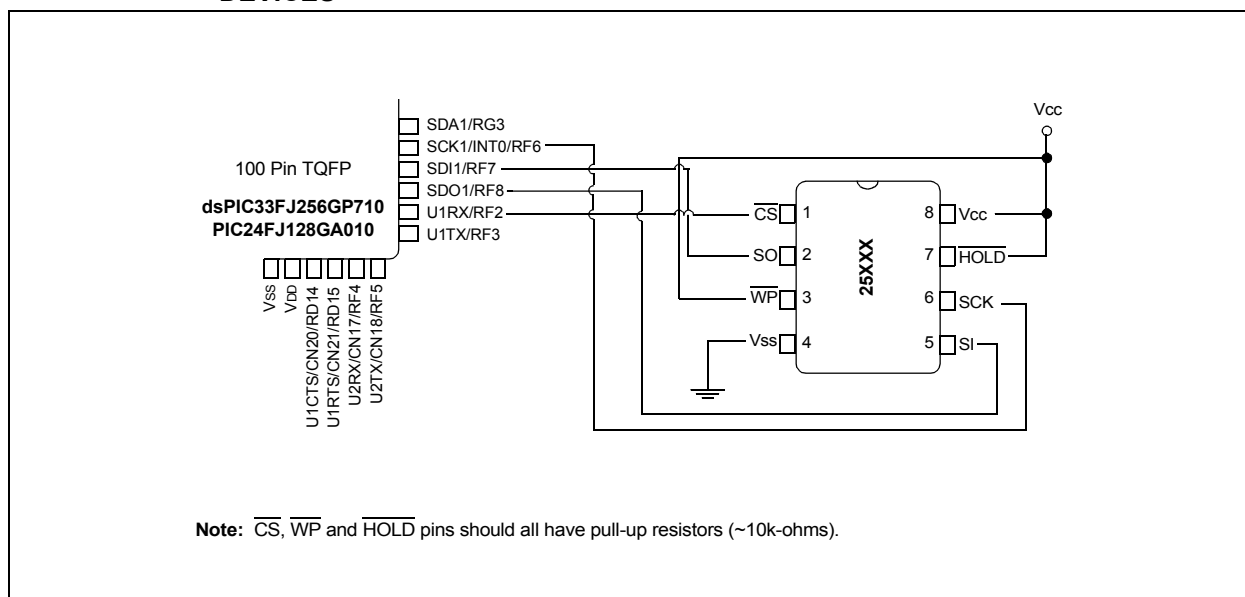 DEVICES
SDA1/RG3
SCK1/INT0/RF6
SDI1/RF7
SDO1/RF8
U1RX/RF2
U1TX/RF3
100 Pin TQFP
dsPIC33FJ256GP710
PIC24FJ128GA010
VSS
VDD
U1CTS/CN20/RD14
U1RTS/CN21/RD15
U2RX/CN17/RF4
U2TX/CN18/RF5
Vcc
CS 1
SO 2
WP 3
Vss 4
25XXX
8 Vcc
7 HOLD
6 SCK
5 SI
Note: CS, WP and HOLD pins should all have pull-up resistors (~10k-ohms).